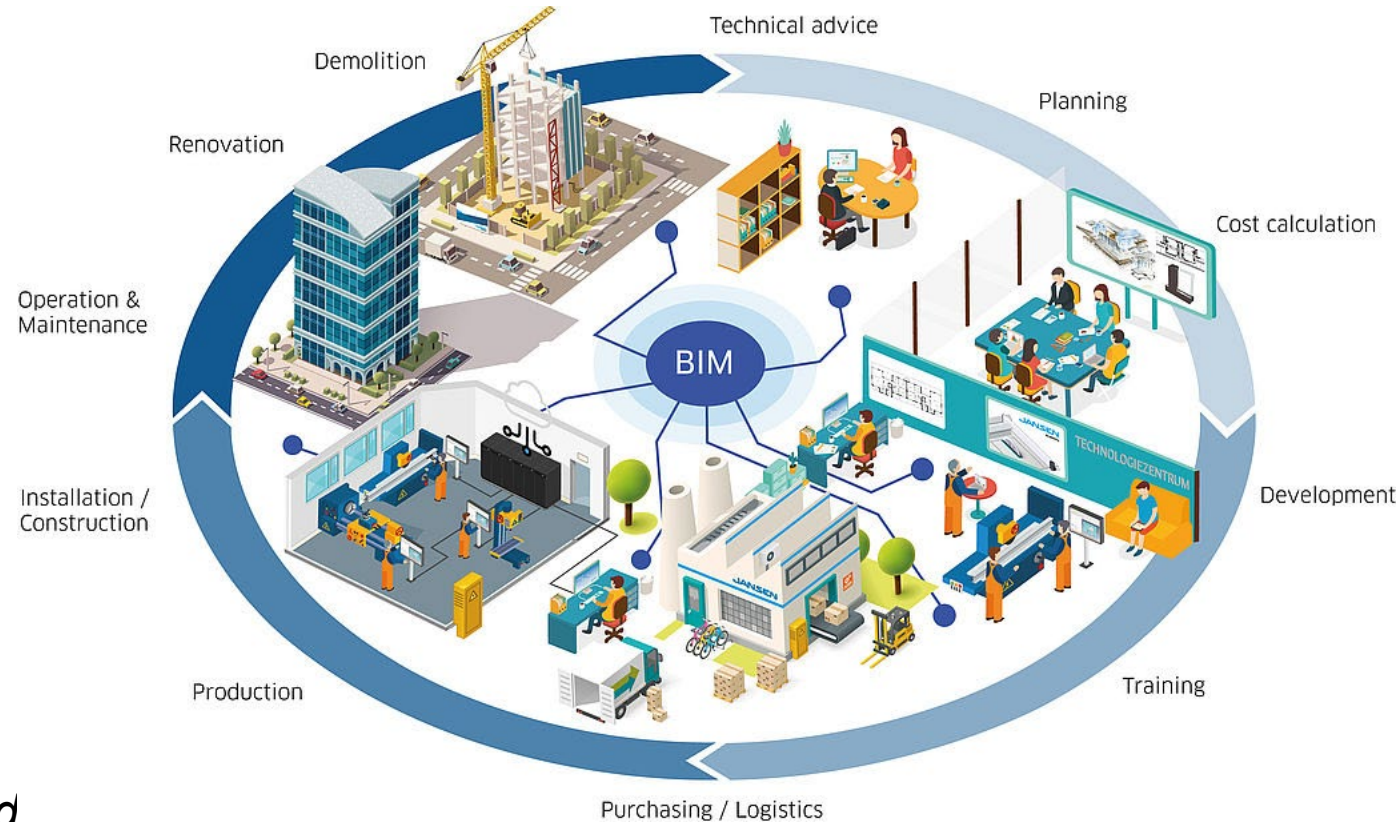 Technical advice
Demolition
Planning
Renovation
Cost calculation
Operation &
Maintenance
BIM
JANSEN
TECHNOLOGIEZENTRUM
Installation /
Construction
Development
JANSEN
Production
Training
Purchasing / Logistics
d